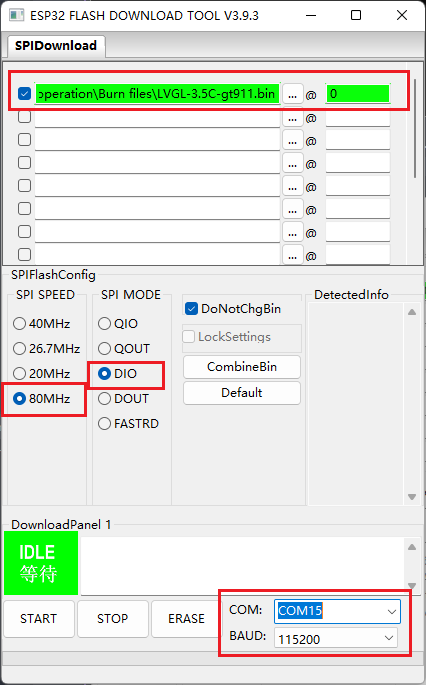 ESP32 FLASH DOWNLOAD TOOL V3.9.3
SPIDownload
operation\Burn files\LVGL-3.5C-gt911.bin ... @ 0
... @
... @
... @
... @
... @
... @
... @
SPIFlashConfig
SPI SPEED
40MHz
26.7MHz
20MHz
80MHz
SPI MODE
QIO
QOUT
DIO
DOUT
FASTRD
DoNotChgBin
LockSettings
CombineBin
Default
DetectedInfo
DownloadPanel 1
IDLE
等待
START STOP ERASE
COM: COM15
BAUD: 115200